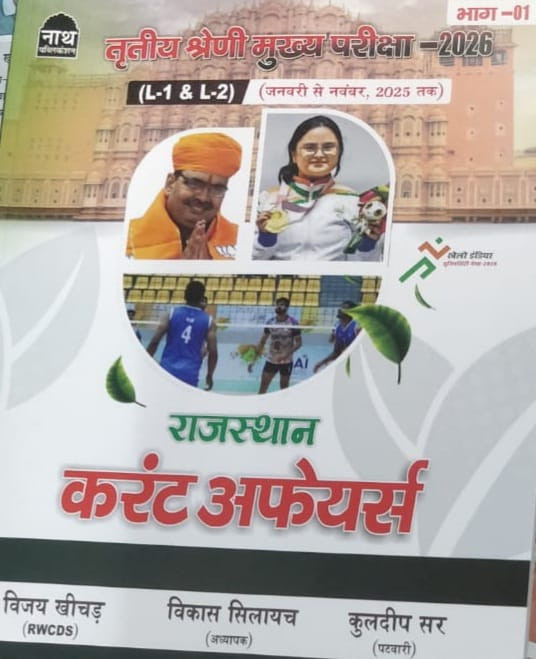 भाग -01
नाथ
पब्लिकेशन
तृतीय श्रेणी मुख्य परीक्षा -2026
(L-1 & L-2) (जनवरी से नवंबर, 2025 तक)
खेलो इंडिया
4
AI
राजस्थान
करंट अफेयर्स
विजय खीचड़ विकास सिलायच कुलदीप सर
(RWCDS) (अध्यापक) (पटवारी)